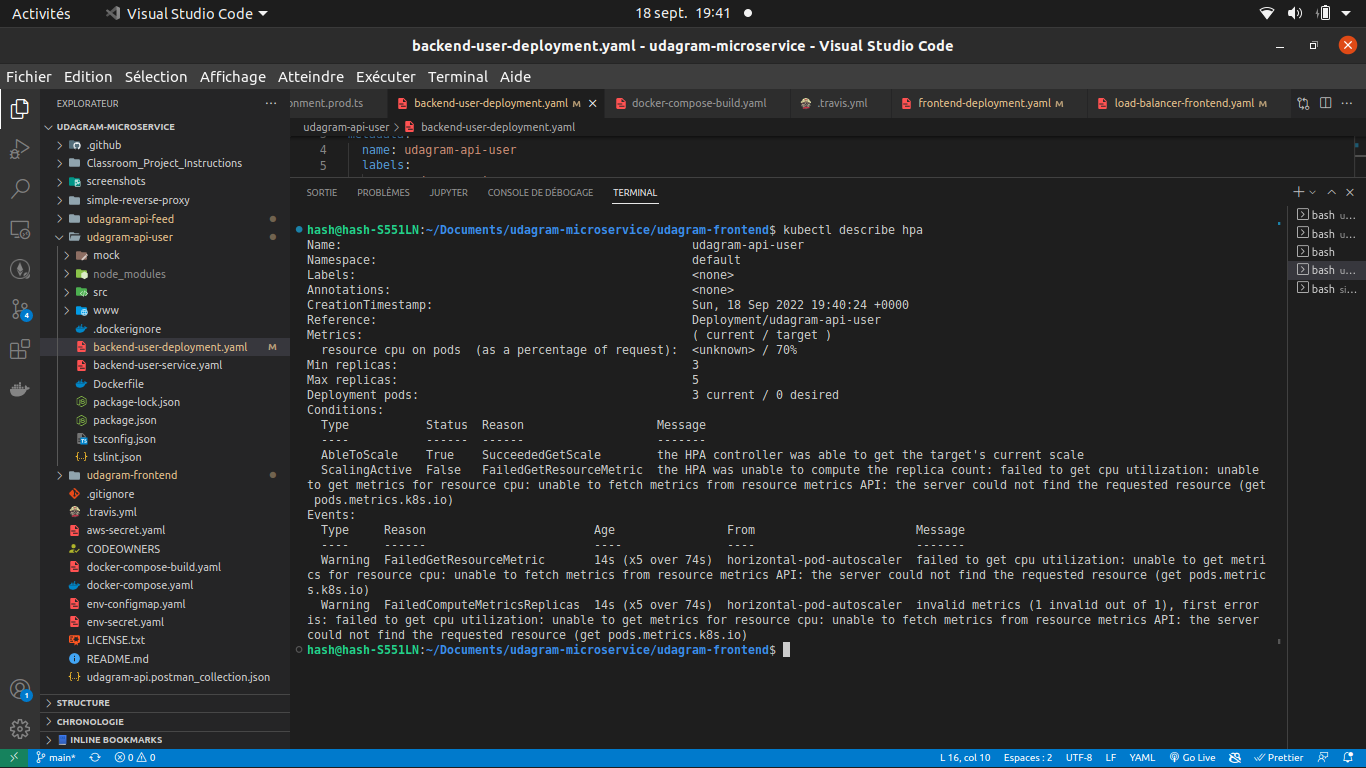 Activités
Visual Studio Code
18 sept. 19:41
backend-user-deployment.yaml - udagram-microservice - Visual Studio Code
Fichier Edition Sélection Affichage Atteindre Exécuter Terminal Aide
EXPLORATEUR
onment.prod.ts
backend-user-deployment.yaml M
docker-compose-build.yaml
.travis.yml
frontend-deployment.yaml M
load-balancer-frontend.yaml M
udagram-api-user > backend-user-deployment.yaml
UDAGRAM-MICROSERVICE
.github
Classroom_Project_Instructions
screenshots
simple-reverse-proxy
udagram-api-feed
udagram-api-user
mock
node_modules
src
www
.dockerignore
backend-user-deployment.yaml M
backend-user-service.yaml
Dockerfile
package-lock.json
package.json
tsconfig.json
tslint.json
udagram-frontend
.gitignore
.travis.yml
aws-secret.yaml
CODEOWNERS
docker-compose-build.yaml
docker-compose.yaml
env-configmap.yaml
env-secret.yaml
LICENSE.txt
README.md
udagram-api.postman_collection.json
STRUCTURE
CHRONOLOGIE
INLINE BOOKMARKS
4
1
4 name: udagram-api-user
5 labels:
SORTIE PROBLÈMES JUPYTER CONSOLE DE DÉBOGAGE TERMINAL
hash@hash-S551LN:~/Documents/udagram-microservice/udagram-frontend$ kubectl describe hpa
Name: udagram-api-user
Namespace: default
Labels: <none>
Annotations: <none>
CreationTimestamp: Sun, 18 Sep 2022 19:40:24 +0000
Reference: Deployment/udagram-api-user
Metrics: ( current / target )
resource cpu on pods (as a percentage of request): <unknown> / 70%
Min replicas: 3
Max replicas: 5
Deployment pods: 3 current / 0 desired
Conditions:
Type Status Reason Message
---- ------ ------ -------
AbleToScale True SucceededGetScale the HPA controller was able to get the target's current scale
ScalingActive False FailedGetResourceMetric the HPA was unable to compute the replica count: failed to get cpu utilization: unable
to get metrics for resource cpu: unable to fetch metrics from resource metrics API: the server could not find the requested resource (get
pods.metrics.k8s.io)
Events:
Type Reason Age From Message
---- ------ ---- ---- -------
Warning FailedGetResourceMetric 14s (x5 over 74s) horizontal-pod-autoscaler failed to get cpu utilization: unable to get metri
cs for resource cpu: unable to fetch metrics from resource metrics API: the server could not find the requested resource (get pods.metric
s.k8s.io)
Warning FailedComputeMetricsReplicas 14s (x5 over 74s) horizontal-pod-autoscaler invalid metrics (1 invalid out of 1), first error
is: failed to get cpu utilization: unable to get metrics for resource cpu: unable to fetch metrics from resource metrics API: the server
could not find the requested resource (get pods.metrics.k8s.io)
hash@hash-S551LN:~/Documents/udagram-microservice/udagram-frontend$
bash u...
bash u...
bash
bash u...
bash si...
main* 0 0
L 16, col 10 Espaces : 2 UTF-8 LF YAML Go Live Prettier